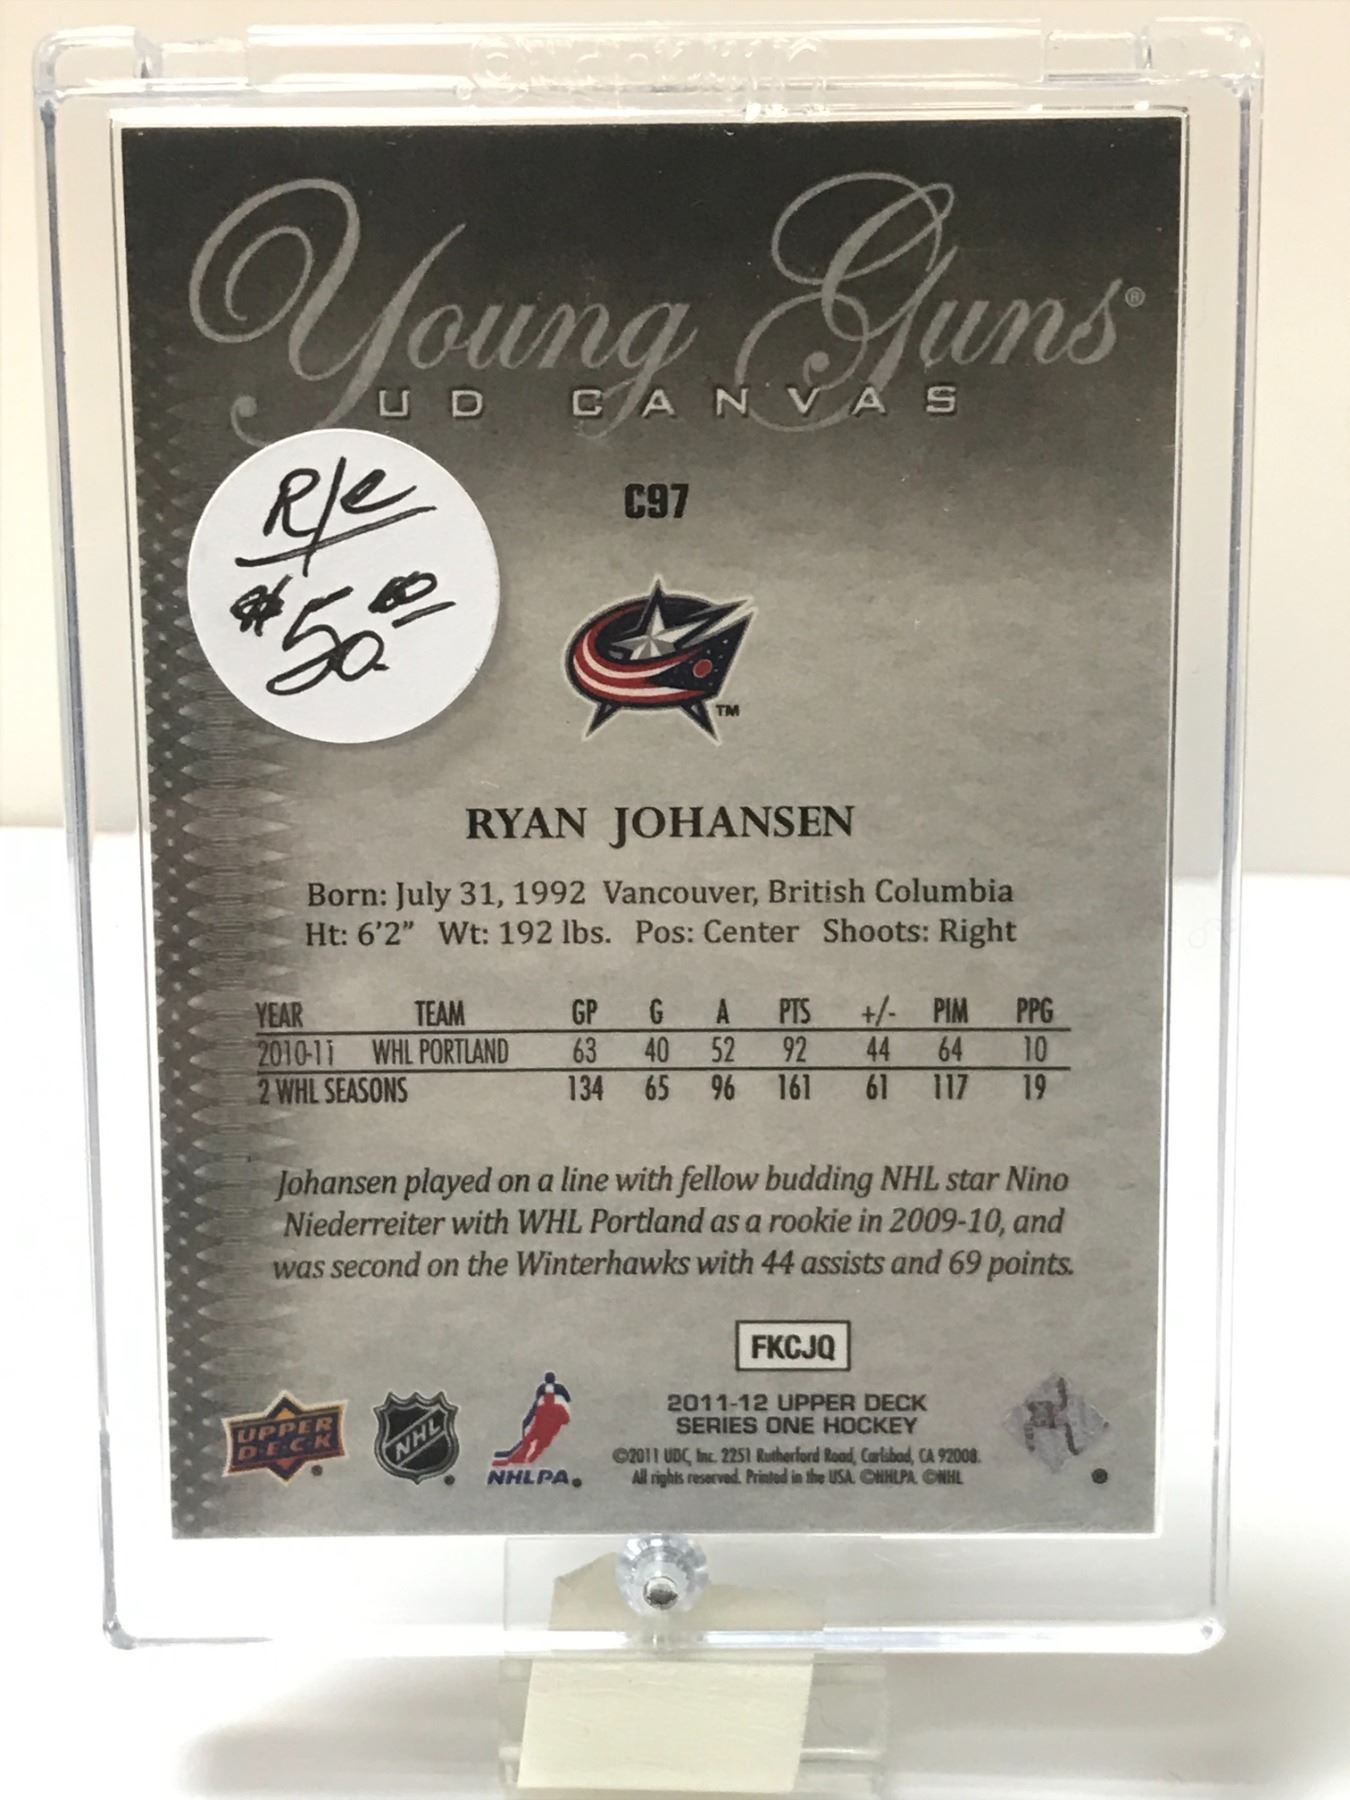 Young Guns®
UD CANVAS
R/C
$50.00
C97
TM
RYAN JOHANSEN
Born: July 31, 1992 Vancouver, British Columbia
Ht: 6'2" Wt: 192 lbs. Pos: Center Shoots: Right
YEAR TEAM GP G A PTS +/- PIM PPG
2010-11 WHL PORTLAND 63 40 52 92 44 64 10
2 WHL SEASONS 134 65 96 161 61 117 19
Johansen played on a line with fellow budding NHL star Nino
Niederreiter with WHL Portland as a rookie in 2009-10, and
was second on the Winterhawks with 44 assists and 69 points.
FKCJQ
UPPER
DECK
NHL
NHLPA
2011-12 UPPER DECK
SERIES ONE HOCKEY
©2011 UDC, Inc. 2251 Rutherford Road, Carlsbad, CA 92008.
All rights reserved. Printed in the USA. ©NHLPA. ©NHL